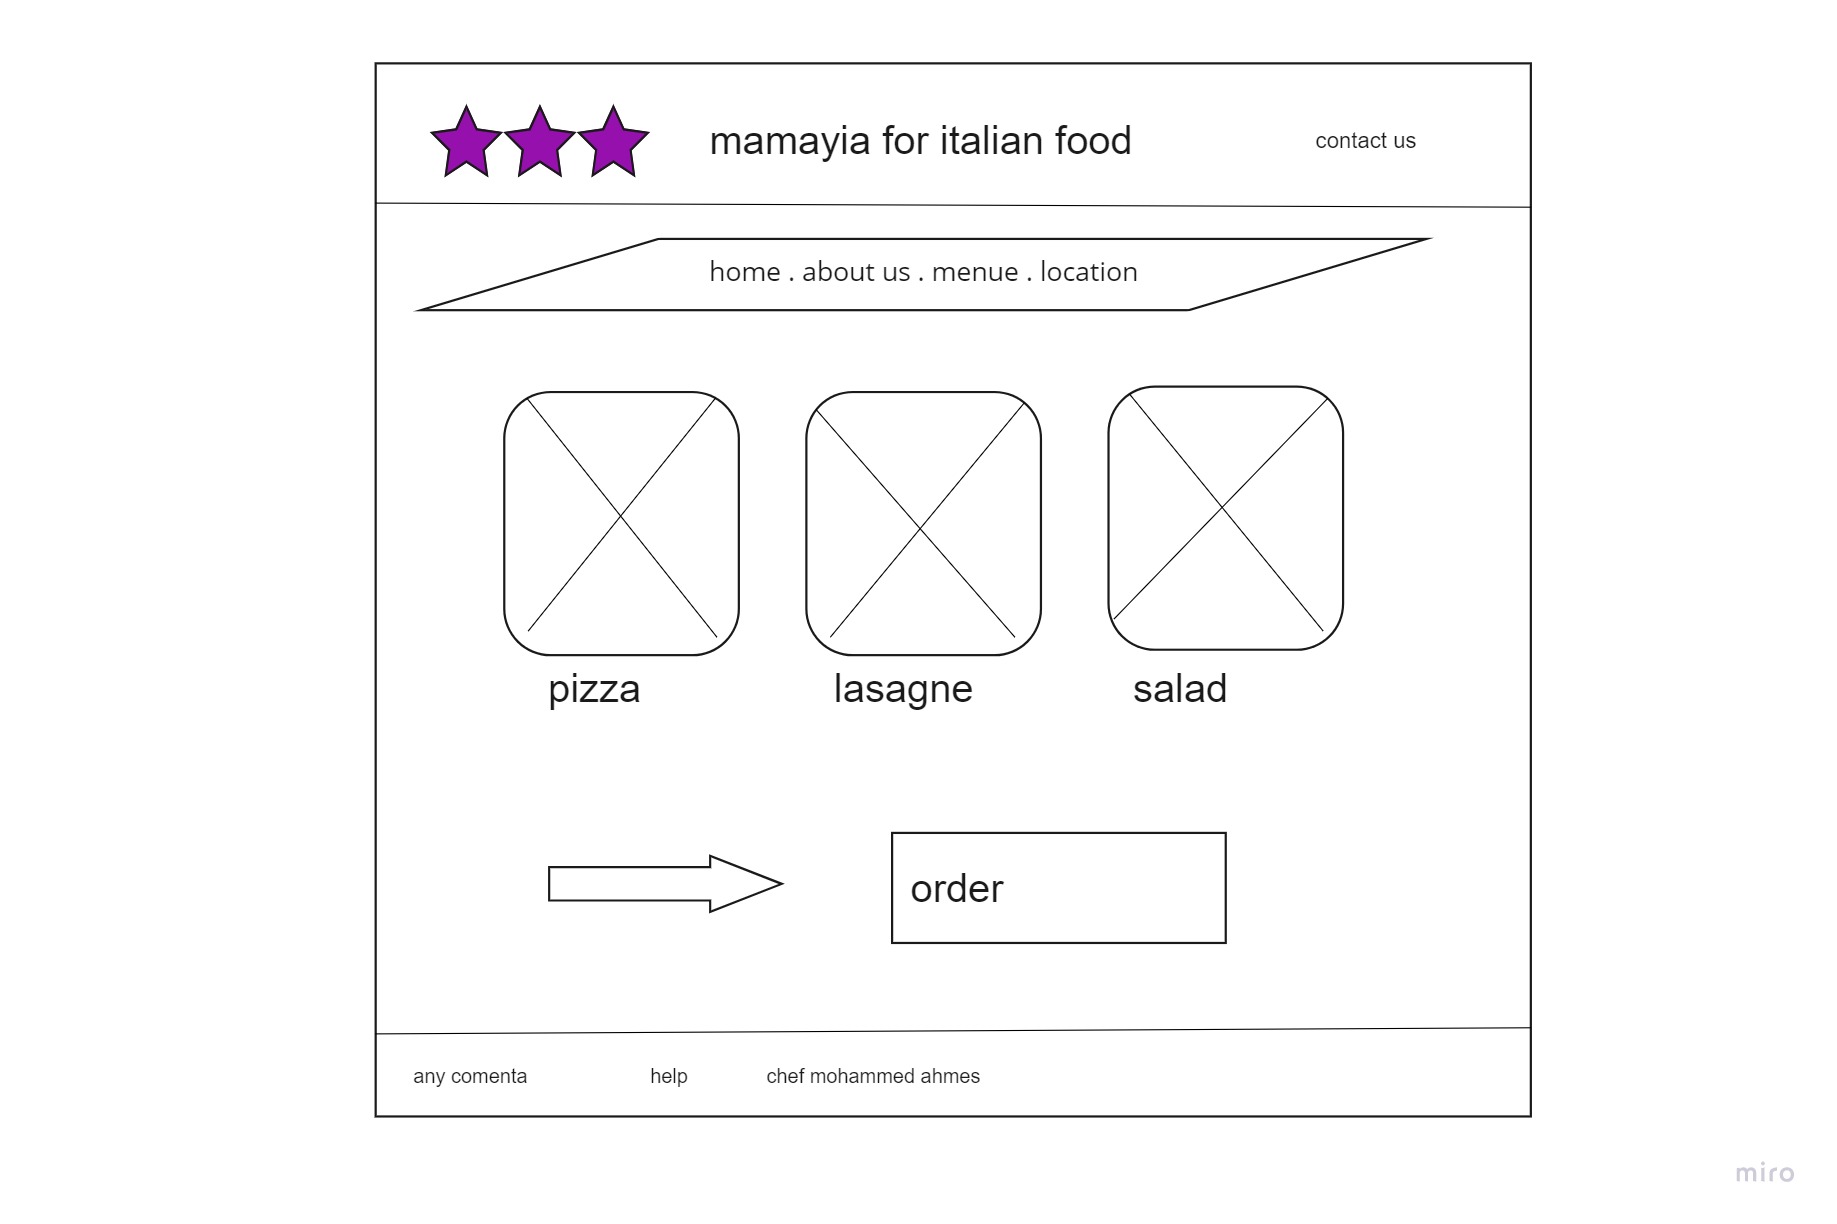 mamayia for italian food
contact us
home . about us . menue . location
pizza
lasagne
salad
order
any comenta
help
chef mohammed ahmes
miro